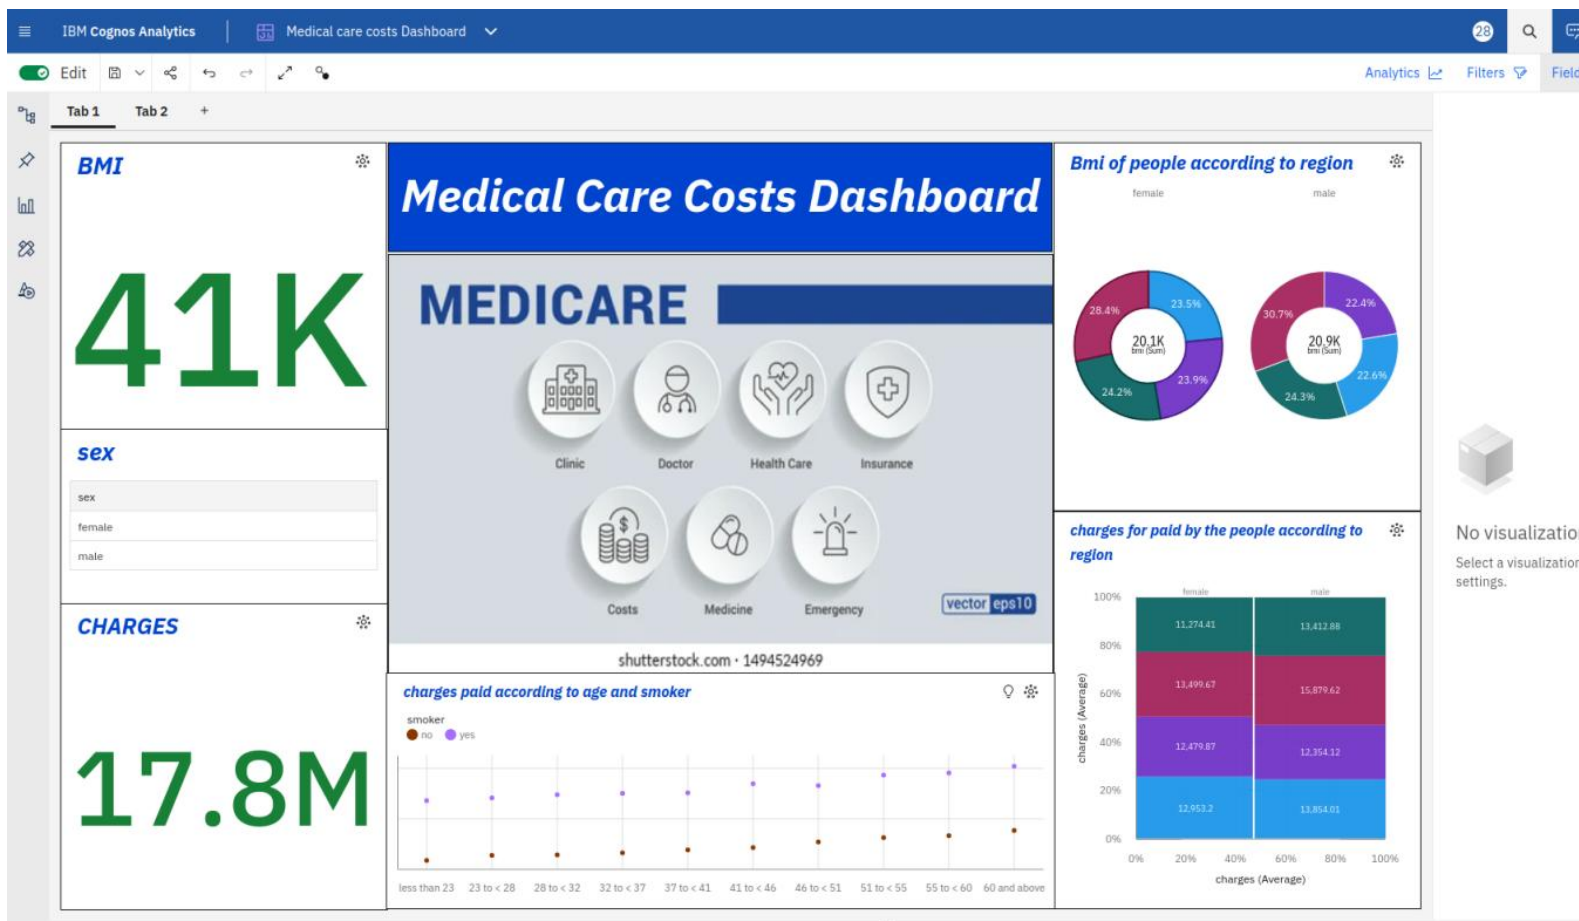 IBM Cognos Analytics
Medical care costs Dashboard
28
Edit
Analytics
Filters
Tab 1
Tab 2
+
BMI
41K
sex
sex
female
male
CHARGES
17.8M
Medical Care Costs Dashboard
MEDICARE
Clinic
Doctor
Health Care
Insurance
$
Costs
Medicine
Emergency
vector eps10
shutterstock.com · 1494524969
charges paid according to age and smoker
smoker
no
yes
less than 23
23 to < 28
28 to < 32
32 to < 37
37 to < 41
41 to < 46
46 to < 51
51 to < 55
55 to < 60
60 and above
Bmi of people according to region
female
male
28.4%
23.5%
20.1K
bmi (Sum)
24.2%
23.9%
30.7%
22.4%
20.9K
bmi (Sum)
22.6%
24.3%
charges for paid by the people according to
region
charges (Average)
100%
80%
60%
40%
20%
0%
female
male
11,274.41
13,412.88
13,499.67
15,879.62
12,479.87
12,354.12
12,953.2
13,854.01
0%
20%
40%
60%
80%
100%
charges (Average)
No
Select a visualization
settings.